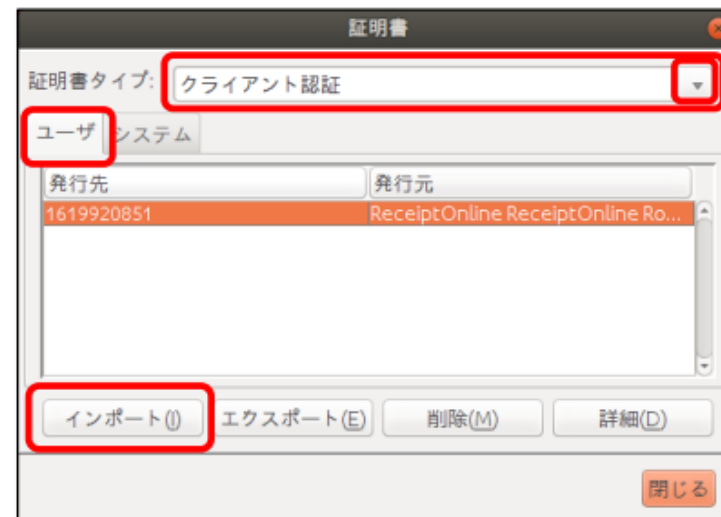 証明書
証明書タイプ: クライアント認証
ユーザ システム
発行先 発行元
1619920851 ReceiptOnline ReceiptOnline Ro...
インポート(I) エクスポート(E) 削除(M) 詳細(D)
閉じる